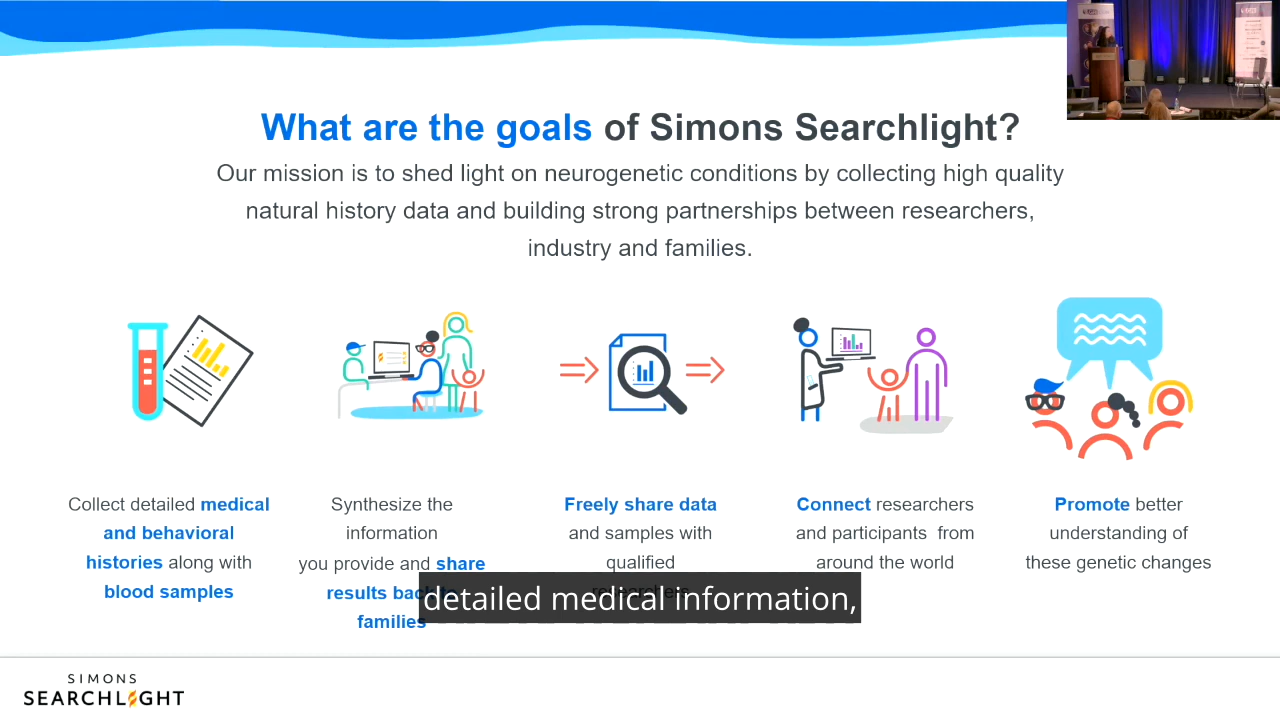 What are the goals of Simons Searchlight?
Our mission is to shed light on neurogenetic conditions by collecting high quality
natural history data and building strong partnerships between researchers,
industry and families.
Collect detailed medical
and behavioral
histories along with
blood samples
Synthesize the
information
you provide and share
results back to
families
Freely share data
and samples with
qualified
researchers
Connect researchers
and participants from
around the world
Promote better
understanding of
these genetic changes
detailed medical information,
SIMONS
SEARCHLIGHT